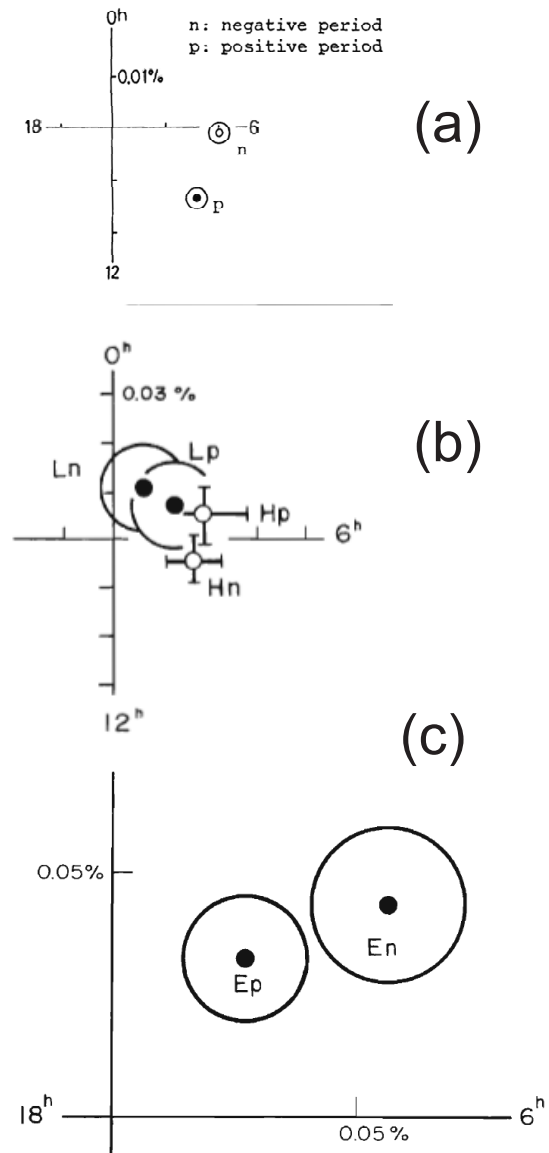 0h
n: negative period
p: positive period
0.01%
(a)
18
6
n
p
12
0h
0.03 %
(b)
Ln
Lp
Hp
6h
Hn
12h
(c)
0.05%
En
Ep
18h
6h
0.05%